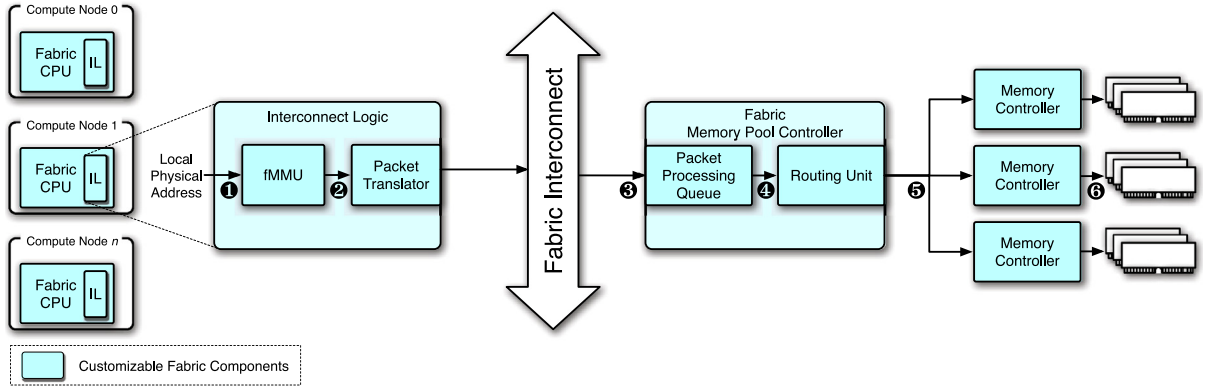 Compute Node 0
Fabric
CPU
IL
Compute Node 1
Fabric
CPU
IL
Compute Node n
Fabric
CPU
IL
Customizable Fabric Components
Local
Physical
Address
❶
Interconnect Logic
fMMU
❷
Packet
Translator
Fabric Interconnect
❸
Fabric
Memory Pool Controller
Packet
Processing
Queue
❹
Routing Unit
❺
Memory
Controller
Memory
Controller
❻
Memory
Controller